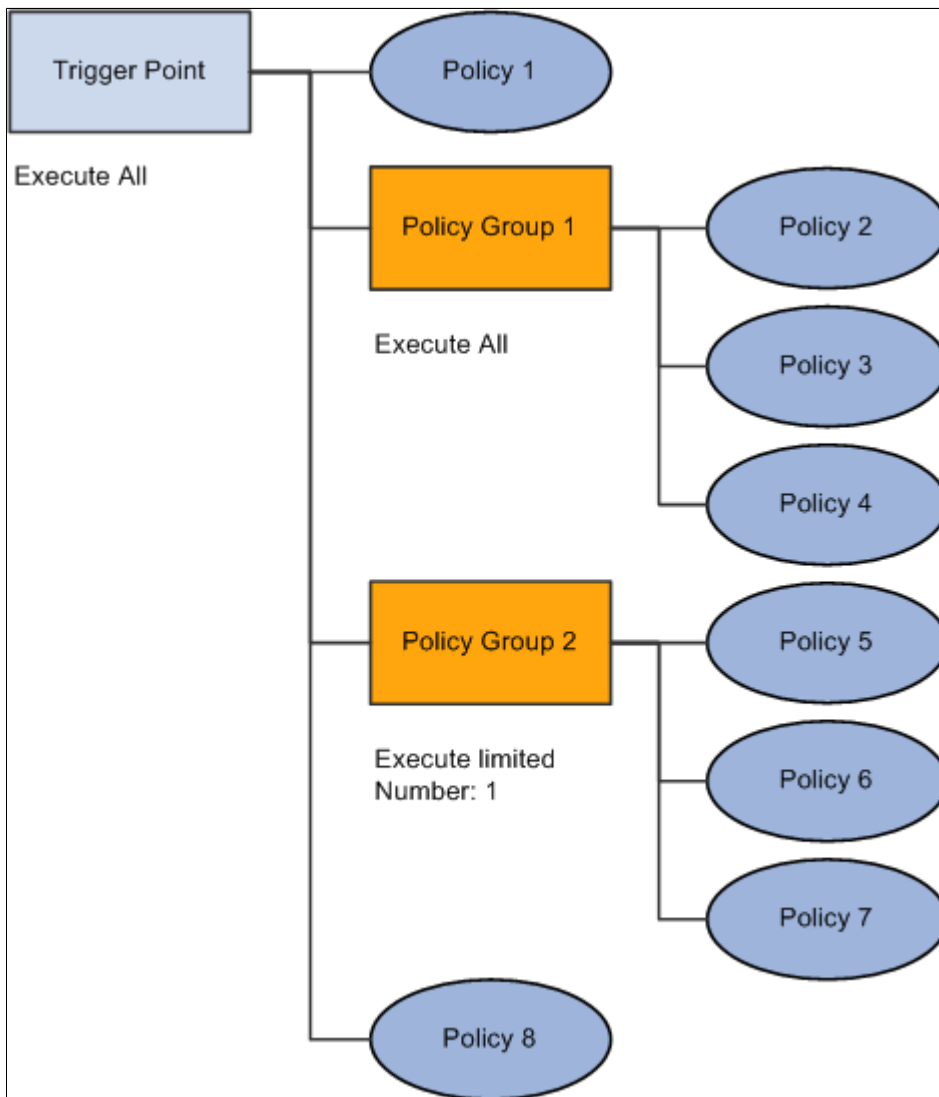 Trigger Point
Execute All
Policy 1
Policy Group 1
Execute All
Policy 2
Policy 3
Policy 4
Policy Group 2
Execute limited
Number: 1
Policy 5
Policy 6
Policy 7
Policy 8